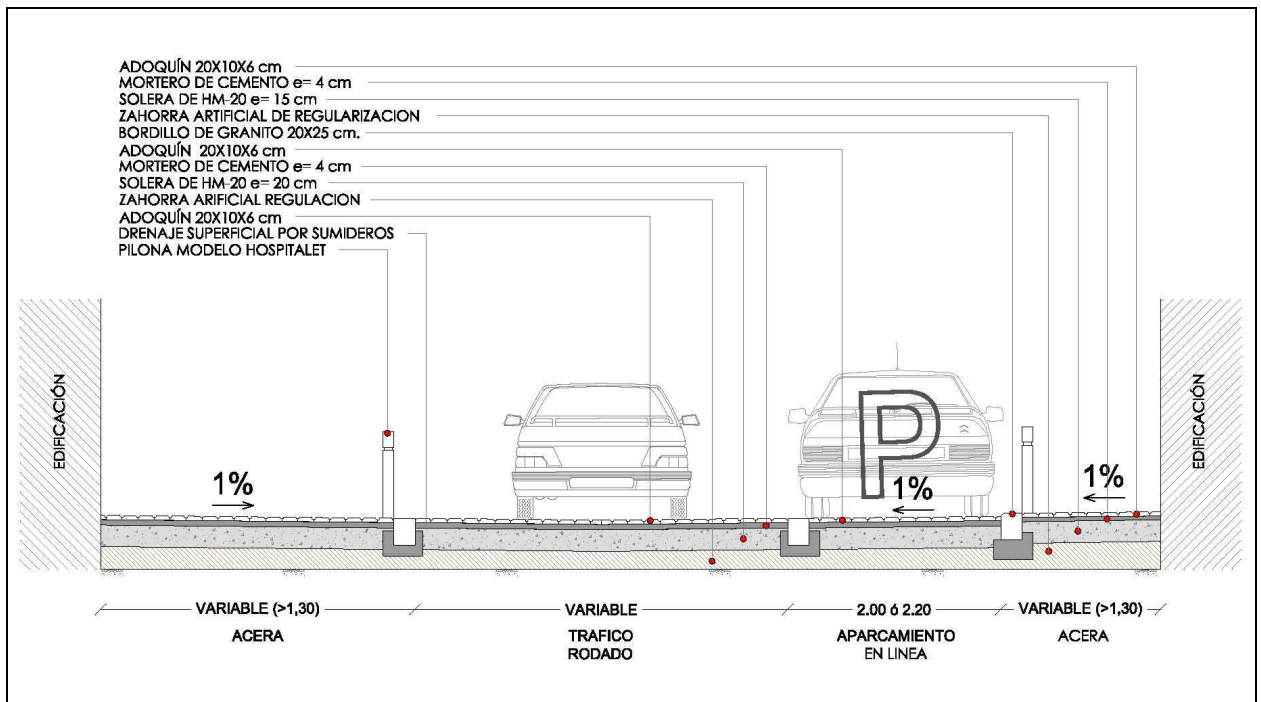 ADOQUÍN 20X10X6 cm
MORTERO DE CEMENTO e= 4 cm
SOLERA DE HM-20 e= 15 cm
ZAHORRA ARTIFICIAL DE REGULARIZACION
BORDILLO DE GRANITO 20X25 cm.
ADOQUÍN 20X10X6 cm
MORTERO DE CEMENTO e= 4 cm
SOLERA DE HM-20 e= 20 cm
ZAHORRA ARIFICIAL REGULACION
ADOQUÍN 20X10X6 cm
DRENAJE SUPERFICIAL POR SUMIDEROS
PILONA MODELO HOSPITALET
EDIFICACIÓN
EDIFICACIÓN
P
1%
1%
1%
VARIABLE (>1,30)
ACERA
VARIABLE
TRAFICO
RODADO
2.00 ó 2.20
APARCAMIENTO
EN LINEA
VARIABLE (>1,30)
ACERA